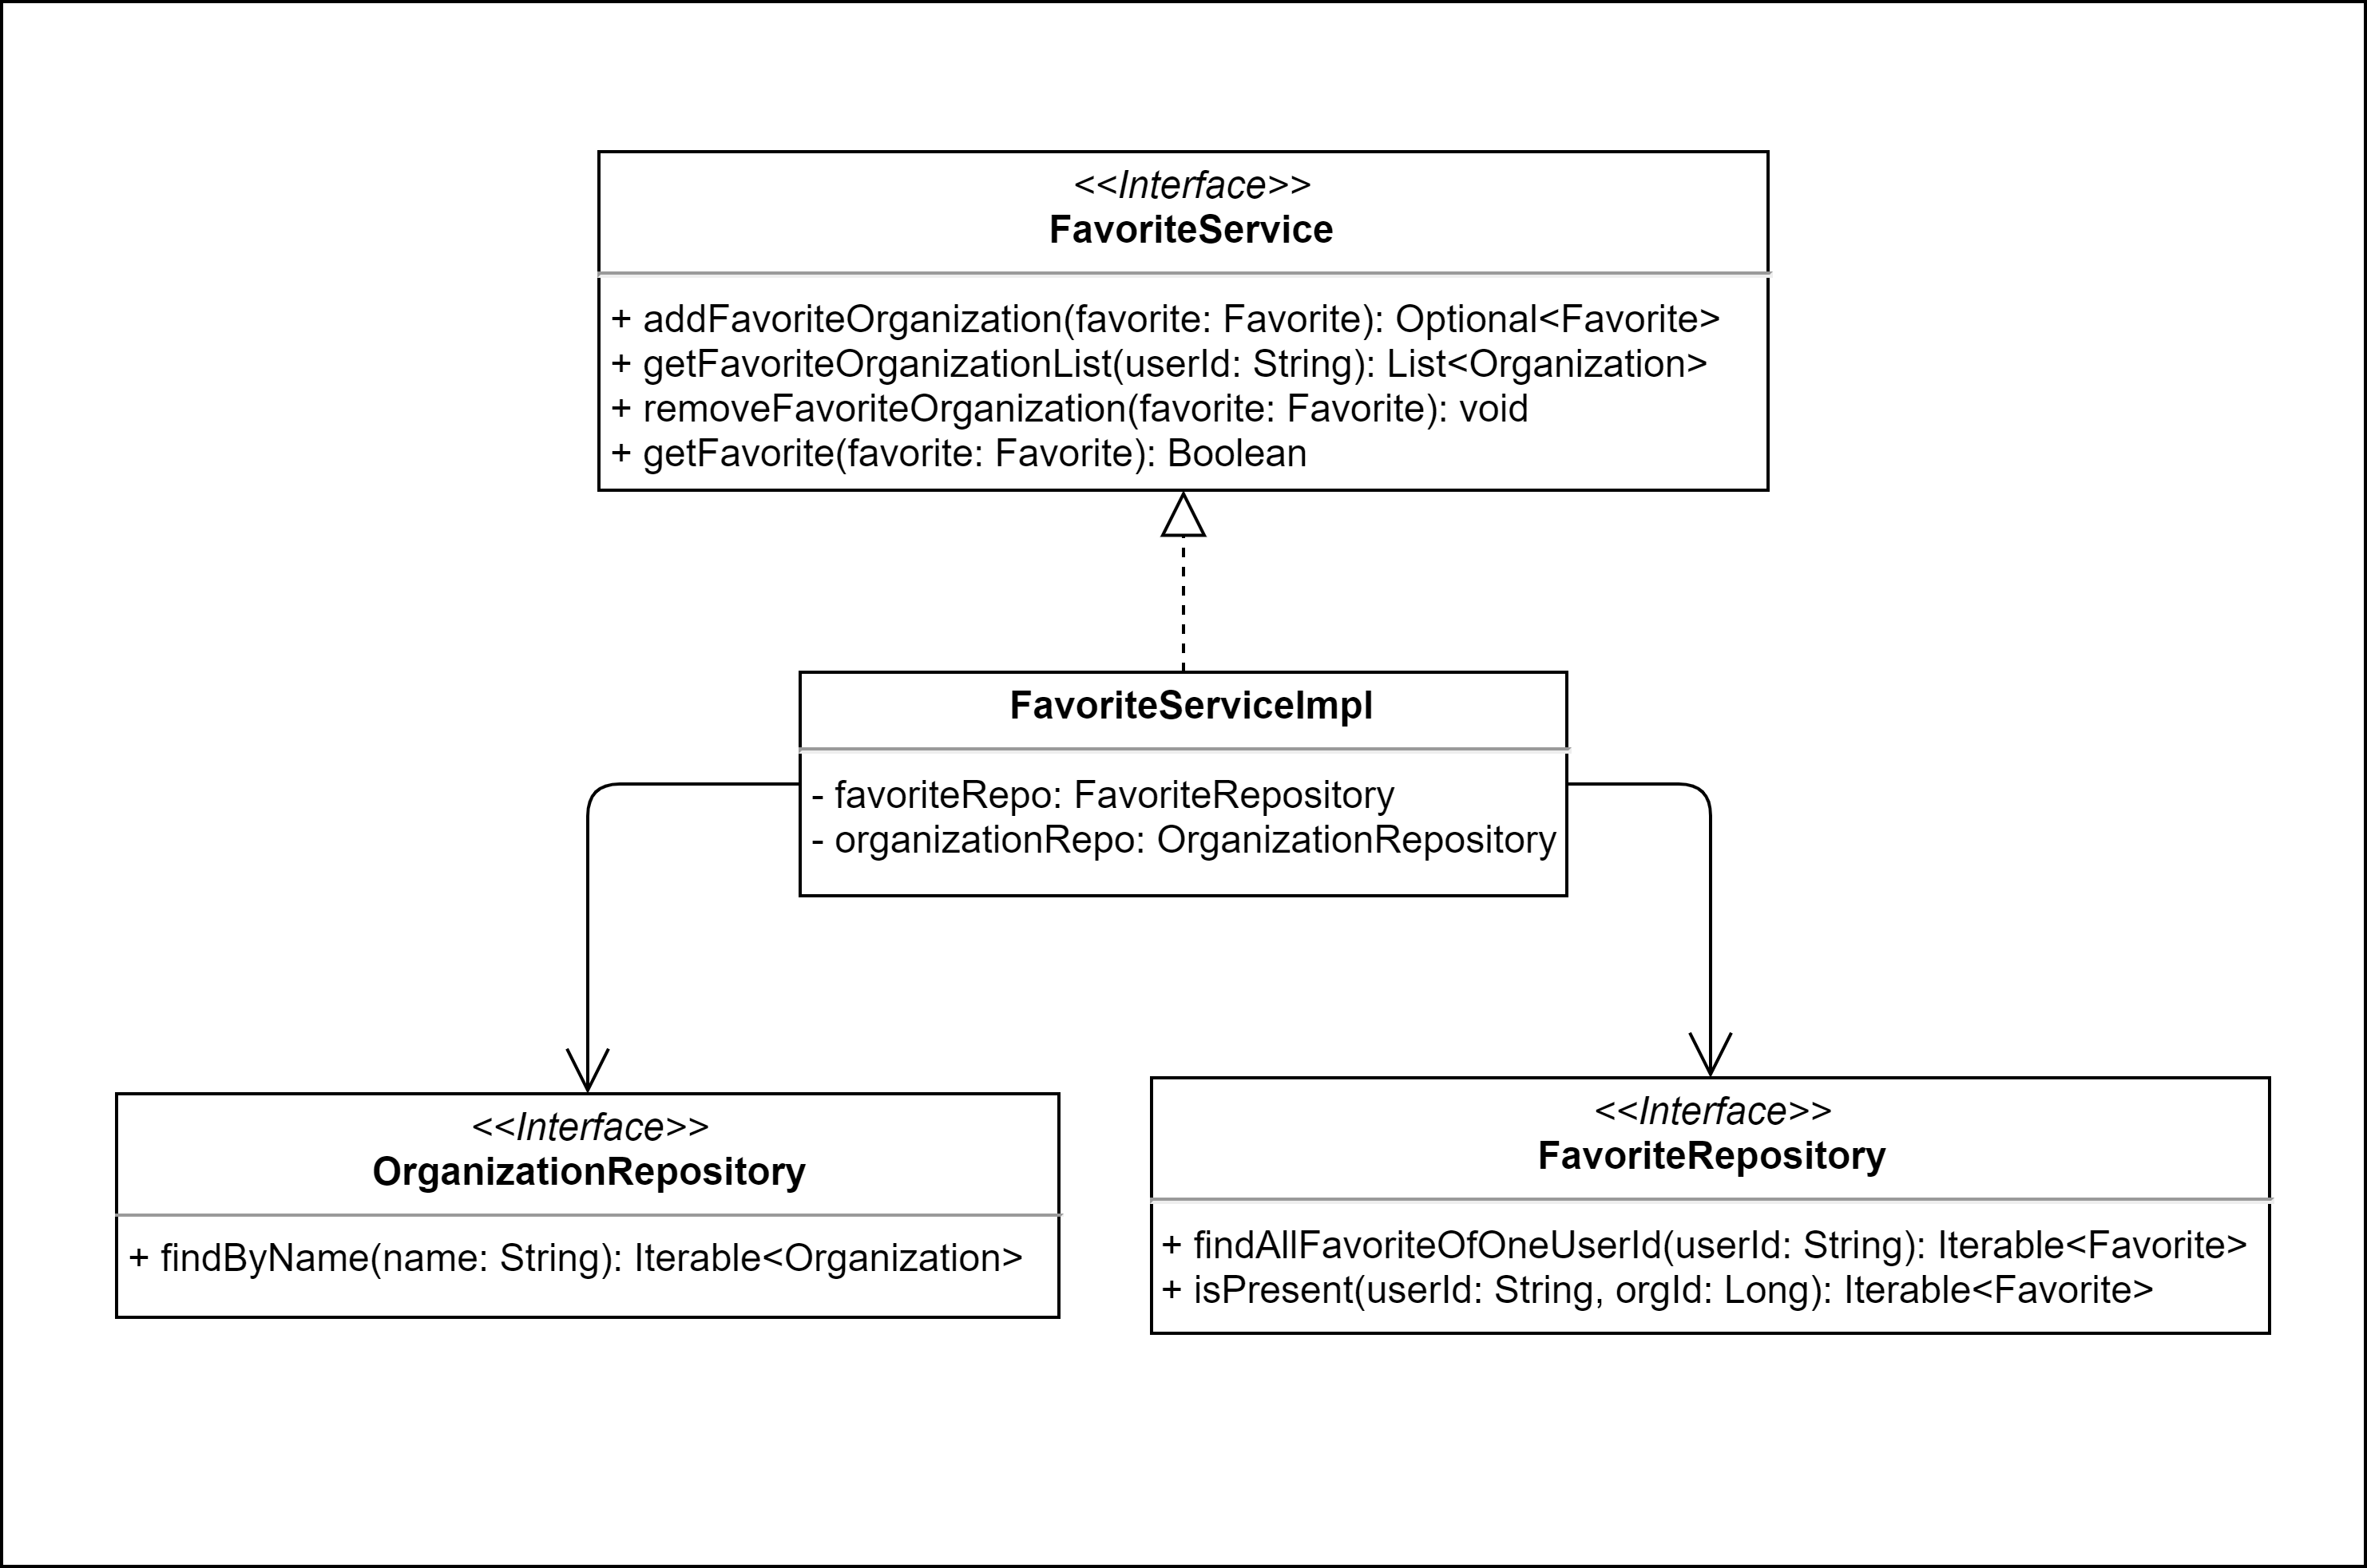 <<Interface>>
FavoriteService
+ addFavoriteOrganization(favorite: Favorite): Optional<Favorite>
+ getFavoriteOrganizationList(userId: String): List<Organization>
+ removeFavoriteOrganization(favorite: Favorite): void
+ getFavorite(favorite: Favorite): Boolean
FavoriteServiceImpl
- favoriteRepo: FavoriteRepository
- organizationRepo: OrganizationRepository
<<Interface>>
OrganizationRepository
+ findByName(name: String): Iterable<Organization>
<<Interface>>
FavoriteRepository
+ findAllFavoriteOfOneUserId(userId: String): Iterable<Favorite>
+ isPresent(userId: String, orgId: Long): Iterable<Favorite>